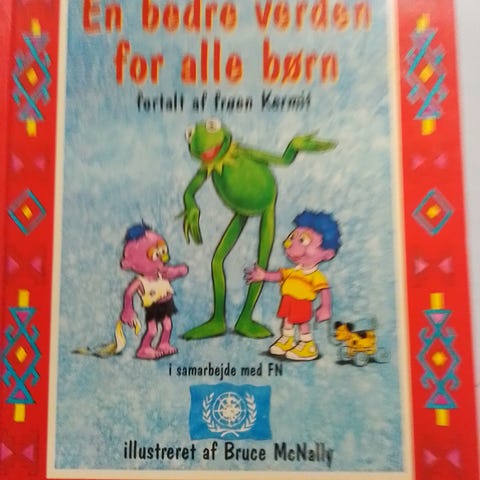 En bedre verden
for alle børn
fortalt af frøen Kermit
i samarbejde med FN
illustreret af Bruce McNally